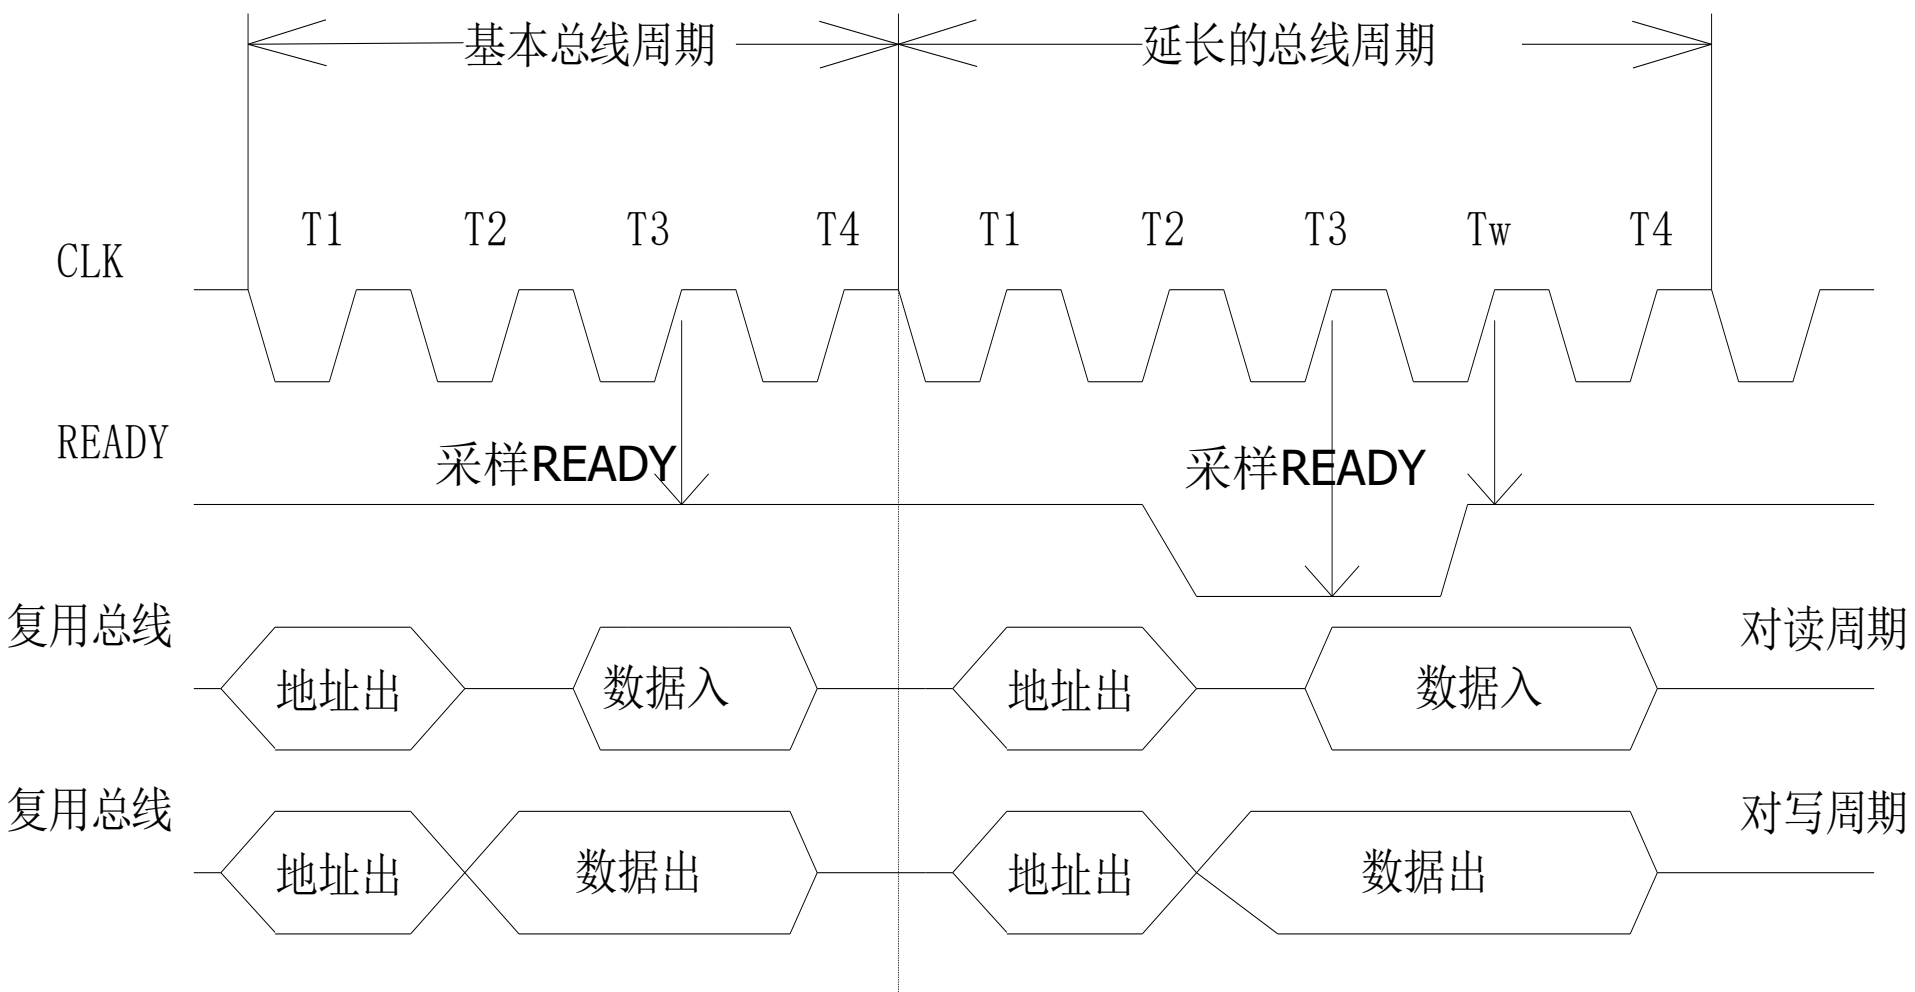 基本总线周期 延长的总线周期
T1 T2 T3 T4 T1 T2 T3 Tw T4
CLK
READY
采样READY 采样READY
复用总线 对读周期
地址出 数据入 地址出 数据入
复用总线 对写周期
地址出 数据出 地址出 数据出